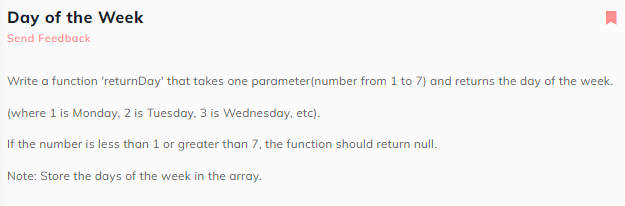 Day of the Week
Send Feedback
Write a function 'returnDay' that takes one parameter(number from 1 to 7) and returns the day of the week.
(where 1 is Monday, 2 is Tuesday, 3 is Wednesday, etc).
If the number is less than 1 or greater than 7, the function should return null.
Note: Store the days of the week in the array.